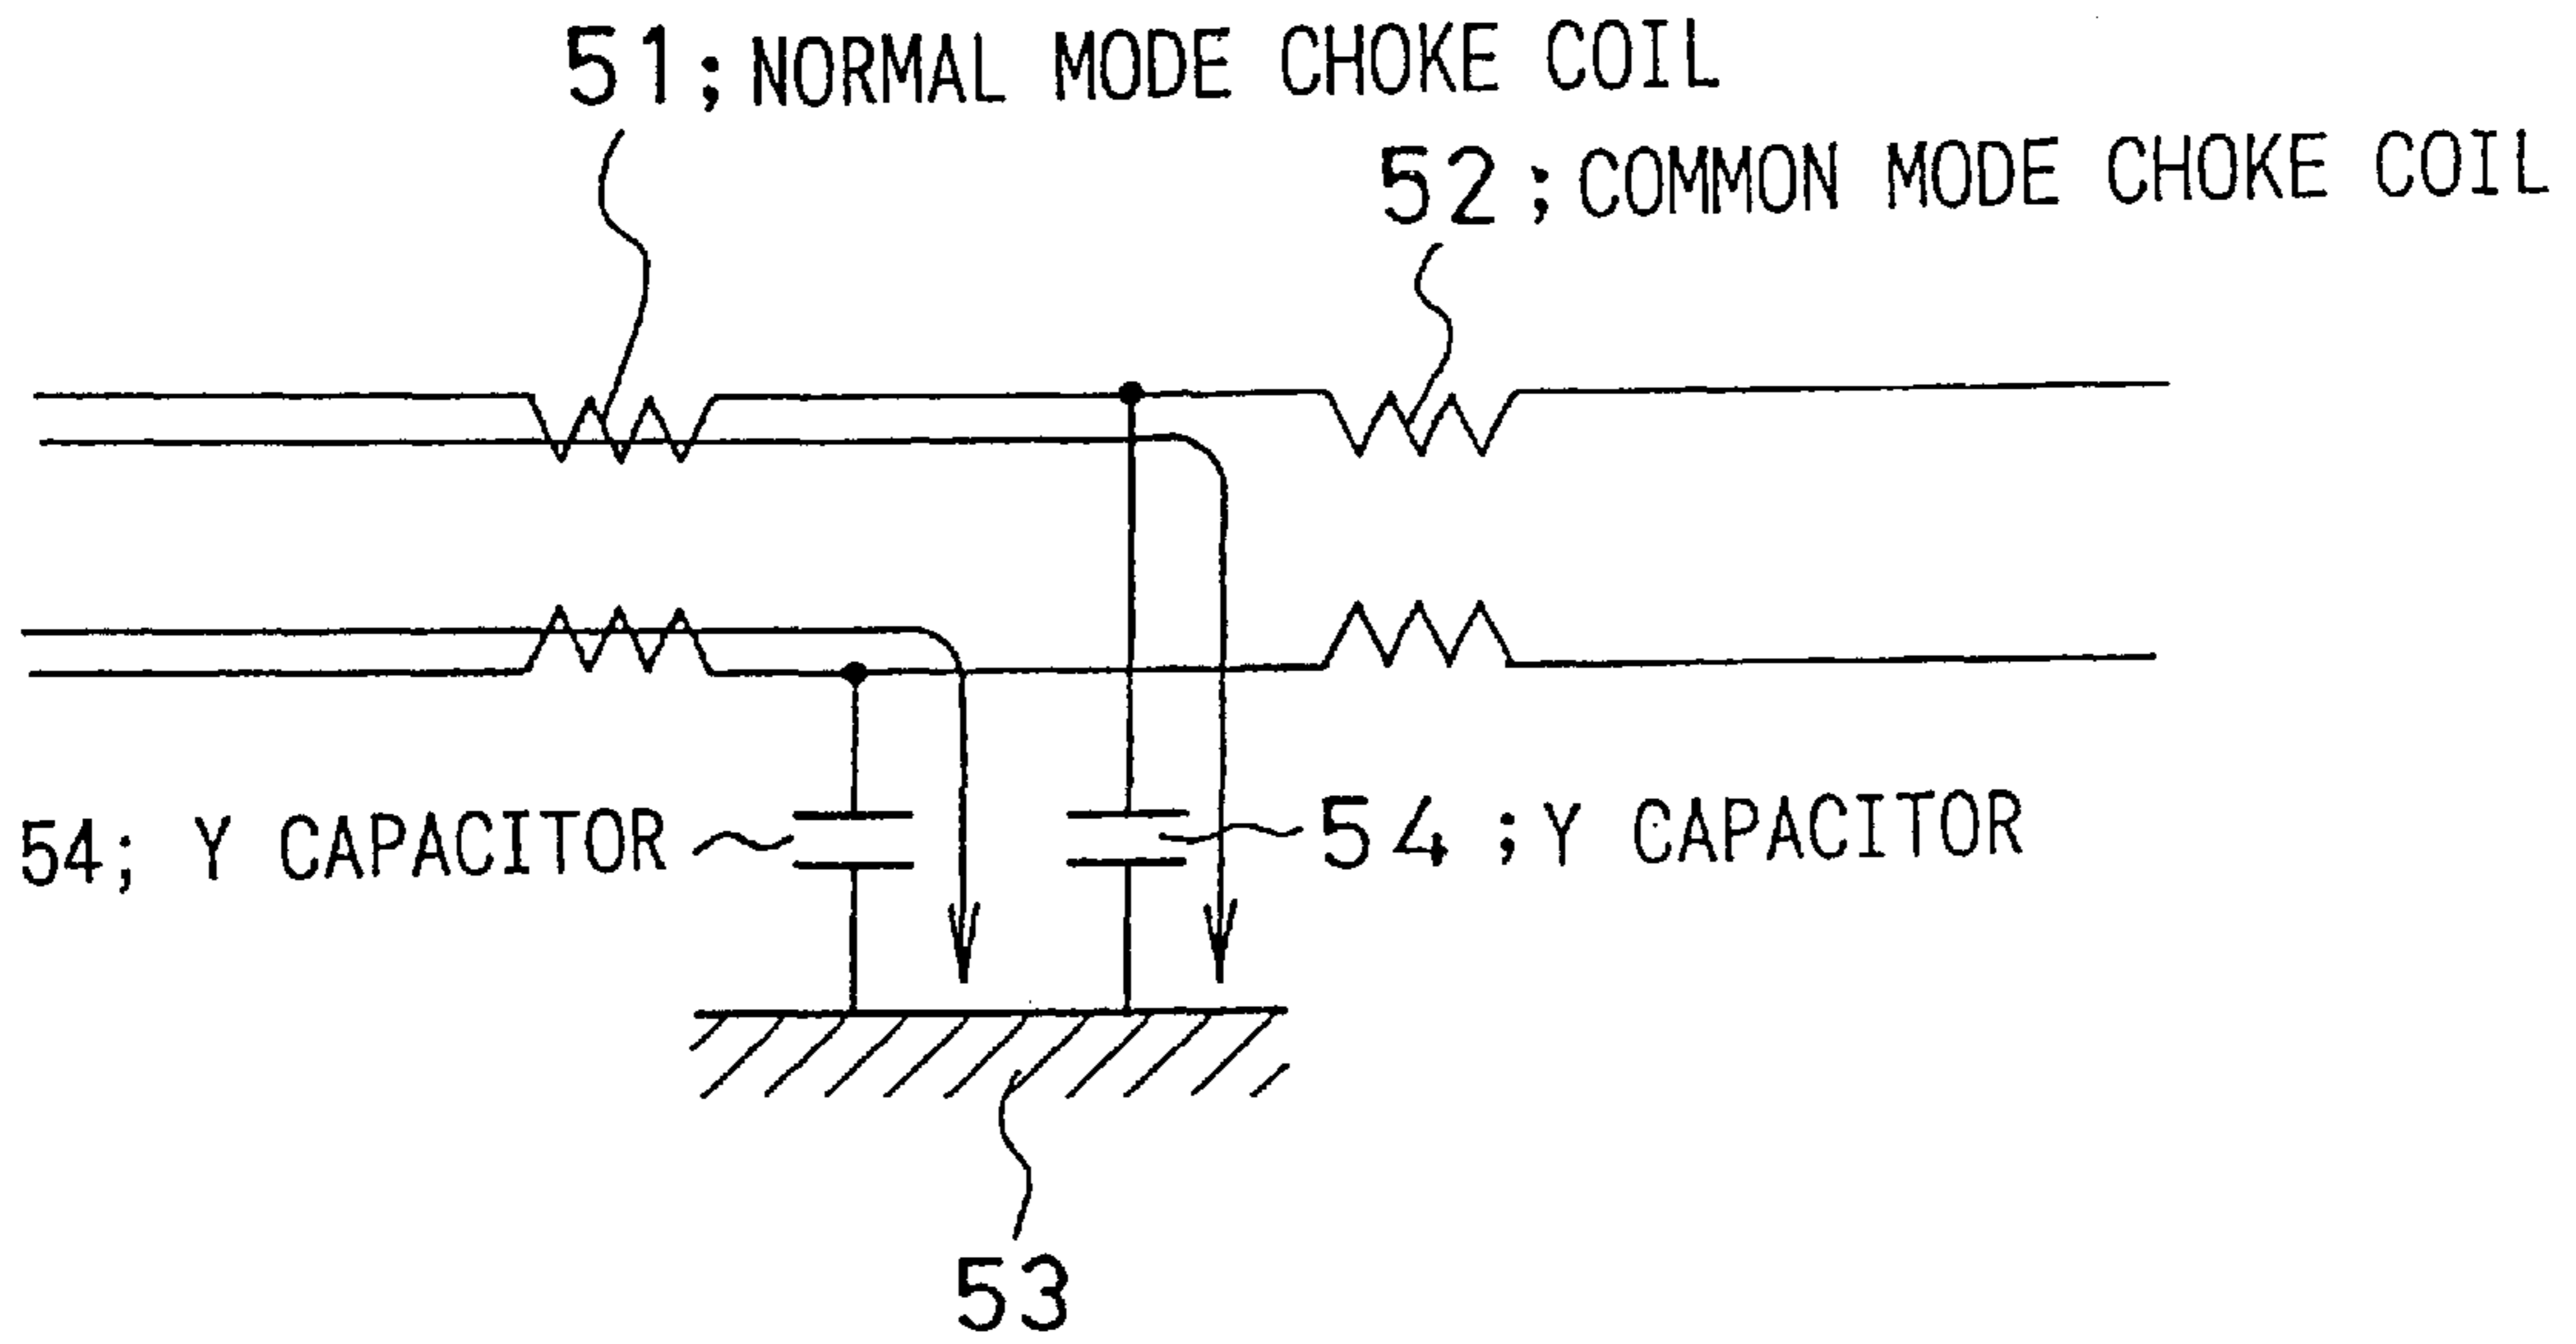 51 ; NORMAL MODE CHOKE COIL
52 ; COMMON MODE CHOKE COIL
54; Y CAPACITOR
54 ; Y CAPACITOR
53